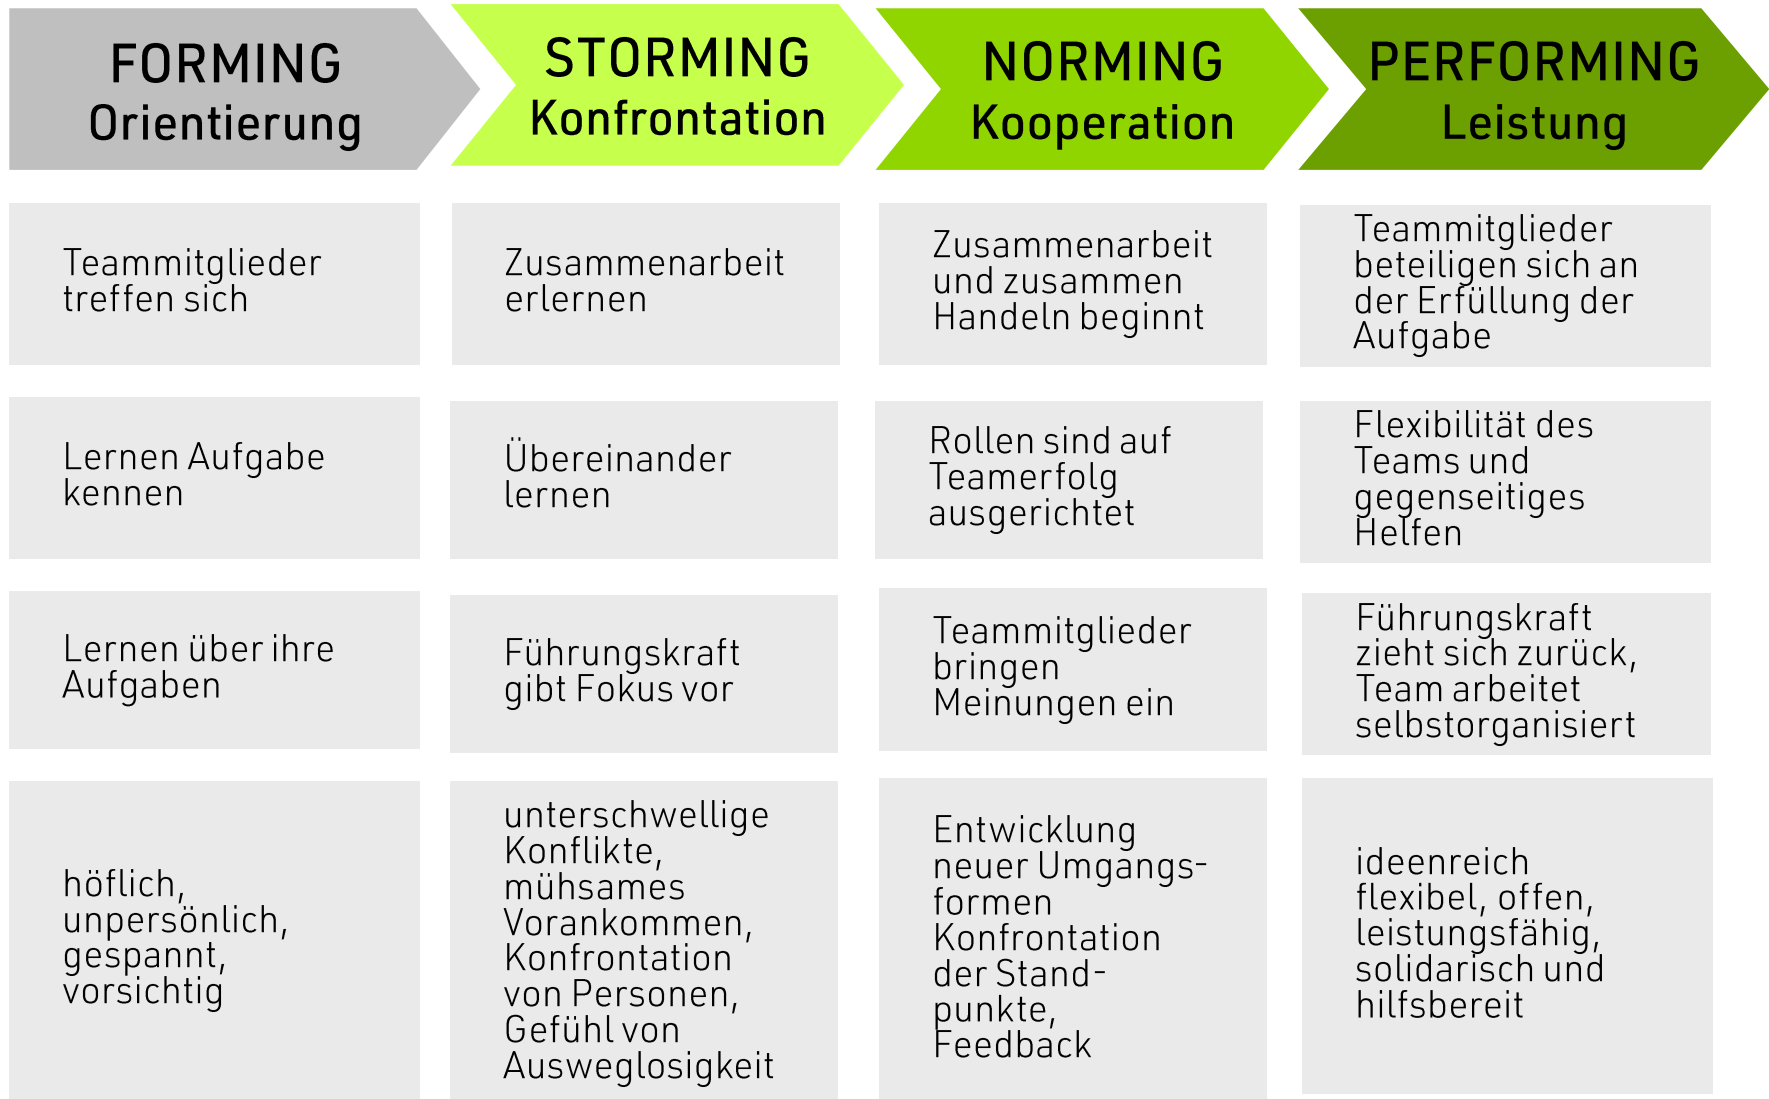 FORMING
Orientierung
STORMING
Konfrontation
NORMING
Kooperation
PERFORMING
Leistung
Teammitglieder
treffen sich
Zusammenarbeit
erlernen
Zusammenarbeit
und zusammen
Handeln beginnt
Teammitglieder
beteiligen sich an
der Erfüllung der
Aufgabe
Lernen Aufgabe
kennen
Übereinander
lernen
Rollen sind auf
Teamerfolg
ausgerichtet
Flexibilität des
Teams und
gegenseitiges
Helfen
Lernen über ihre
Aufgaben
Führungskraft
gibt Fokus vor
Teammitglieder
bringen
Meinungen ein
Führungskraft
zieht sich zurück,
Team arbeitet
selbstorganisiert
höflich,
unpersönlich,
gespannt,
vorsichtig
unterschwellige
Konflikte,
mühsames
Vorankommen,
Konfrontation
von Personen,
Gefühl von
Ausweglosigkeit
Entwicklung
neuer Umgangs-
formen
Konfrontation
der Stand-
punkte,
Feedback
ideenreich
flexibel, offen,
leistungsfähig,
solidarisch und
hilfsbereit